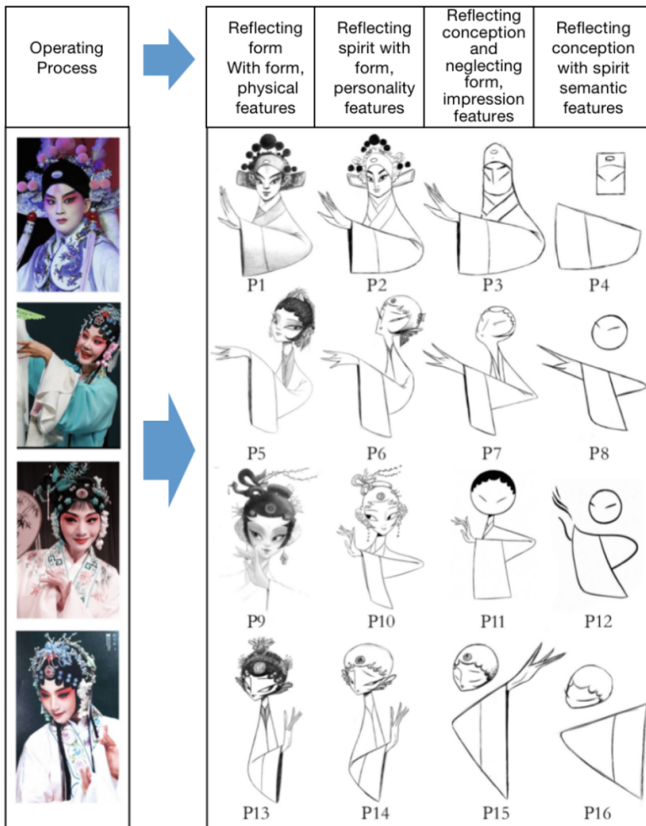 Operating
Process
Reflecting
form
With form,
physical
features
Reflecting
spirit with
form,
personality
features
Reflecting
conception
and
neglecting
form,
impression
features
Reflecting
conception
with spirit
semantic
features
P1
P2
P3
P4
P5
P6
P7
P8
P9
P10
P11
P12
P13
P14
P15
P16